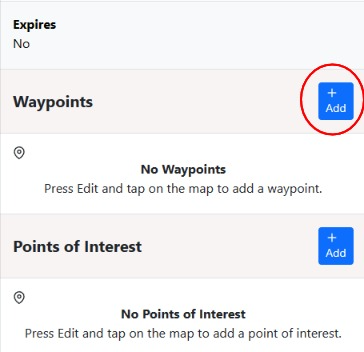 Expires
No
Waypoints
+
Add
No Waypoints
Press Edit and tap on the map to add a waypoint.
Points of Interest
+
Add
No Points of Interest
Press Edit and tap on the map to add a point of interest.